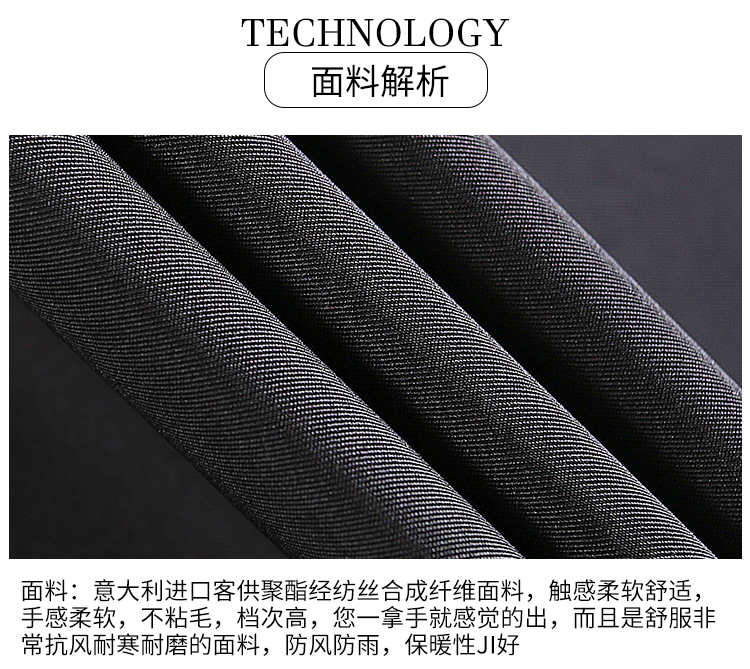 TECHNOLOGY
面料解析
面料：意大利进口客供聚酯经纺丝合成纤维面料，触感柔软舒适，
手感柔软，不粘毛，档次高，您一拿手就感觉的出，而且是舒服非
常抗风耐寒耐磨的面料，防风防雨，保暖性JI好